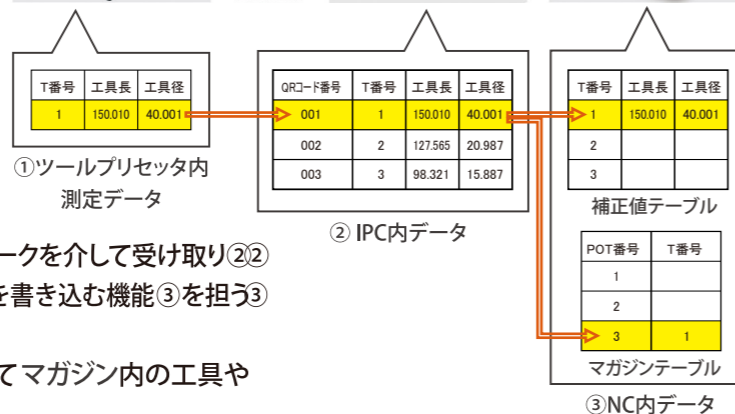 T番号 工具長 工具径
1 150.010 40.001
①ツールプリセッタ内
測定データ
QRコード番号 T番号 工具長 工具径
001 1 150.010 40.001
002 2 127.565 20.987
003 3 98.321 15.887
② IPC内データ
T番号 工具長 工具径
1 150.010 40.001
2
3
補正値テーブル
POT番号 T番号
1
2
3 1
マガジンテーブル
③NC内データ
ークを介して受け取り②②
を書き込む機能③を担う③
てマガジン内の工具や